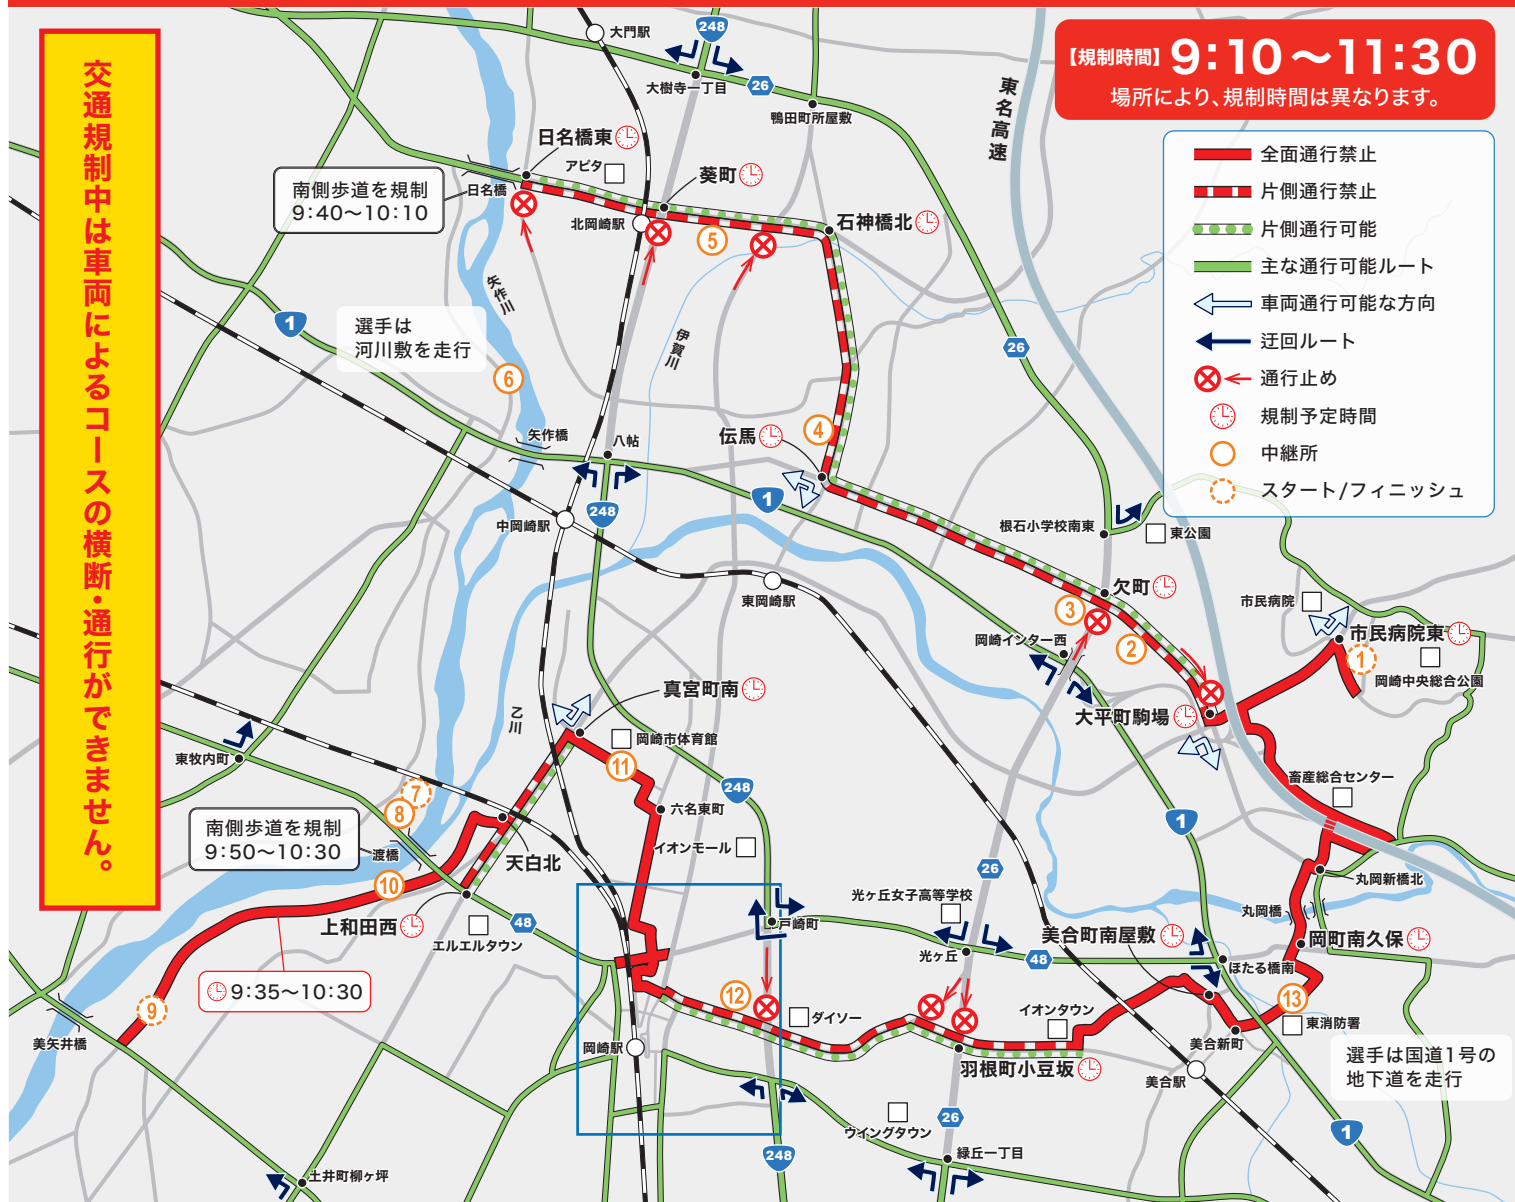 交通規制中は車両によるコースの横断・通行ができません。
【規制時間】9:10〜11:30
場所により、規制時間は異なります。
全面通行禁止
片側通行禁止
片側通行可能
主な通行可能ルート
車両通行可能な方向
迂回ルート
通行止め
規制予定時間
中継所
スタート/フィニッシュ
大門駅
248
大樹寺一丁目
26
鴨田町所屋敷
東名高速
日名橋東
アピタ
葵町
南側歩道を規制
9:40〜10:10
日名橋
北岡崎駅
5
石神橋北
矢作川
伊賀川
1
選手は
河川敷を走行
26
6
4
伝馬
矢作橋
八帖
1
248
中岡崎駅
根石小学校南東
東公園
東岡崎駅
欠町
3
2
市民病院
市民病院東
1
岡崎中央総合公園
岡崎インター西
大平町駒場
真宮町南
乙川
岡崎市体育館
11
東牧内町
畜産総合センター
7
8
248
六名東町
1
南側歩道を規制
9:50〜10:30
渡橋
イオンモール
天白北
10
26
光ヶ丘女子高等学校
丸岡新橋北
丸岡橋
上和田西
エルエルタウン
48
戸崎町
光ヶ丘
48
美合町南屋敷
岡町南久保
ほたる橋南
9:35〜10:30
9
12
ダイソー
イオンタウン
13
東消防署
美矢井橋
岡崎駅
羽根町小豆坂
美合新町
美合駅
選手は国道1号の
地下道を走行
26
ウイングタウン
1
248
緑丘一丁目
土井町柳ヶ坪